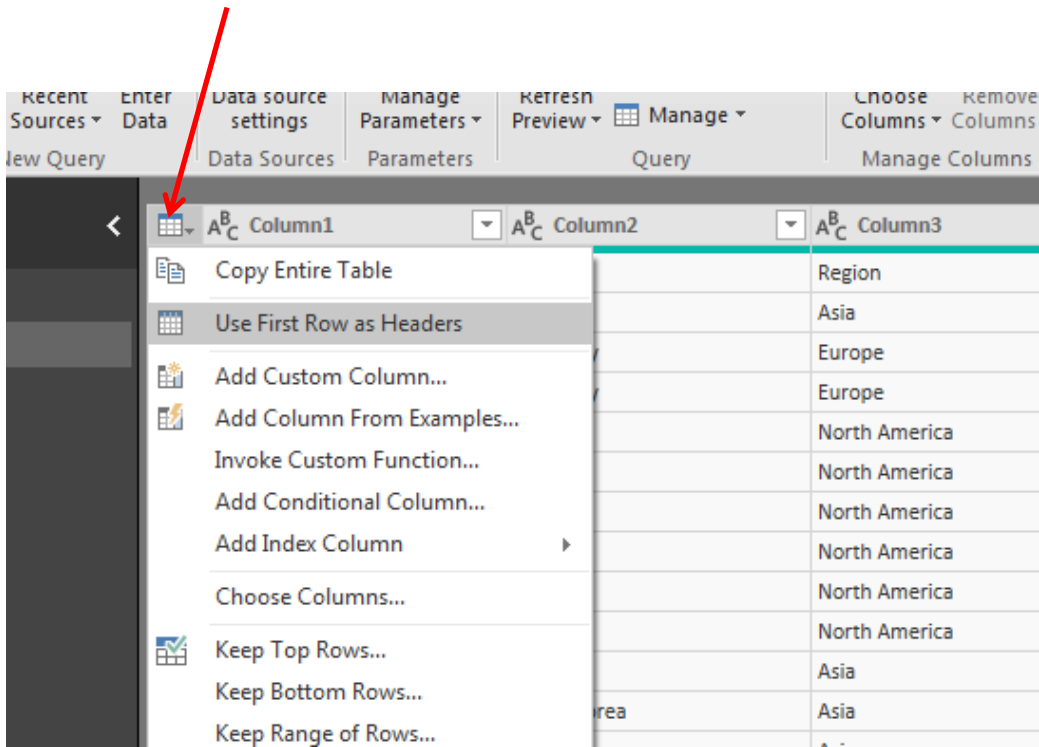 Recent Enter Data source Manage Refresh Choose Remove
Sources Data settings Parameters Preview Manage Columns Columns
New Query Data Sources Parameters Query Manage Columns
ABC Column1 ABC Column2 ABC Column3
Copy Entire Table
Region
Use First Row as Headers
Asia
Europe
Add Custom Column...
Europe
Add Column From Examples...
North America
Invoke Custom Function...
North America
Add Conditional Column...
North America
Add Index Column
North America
Choose Columns...
North America
North America
Keep Top Rows...
Asia
Keep Bottom Rows...
rea Asia
Keep Range of Rows...